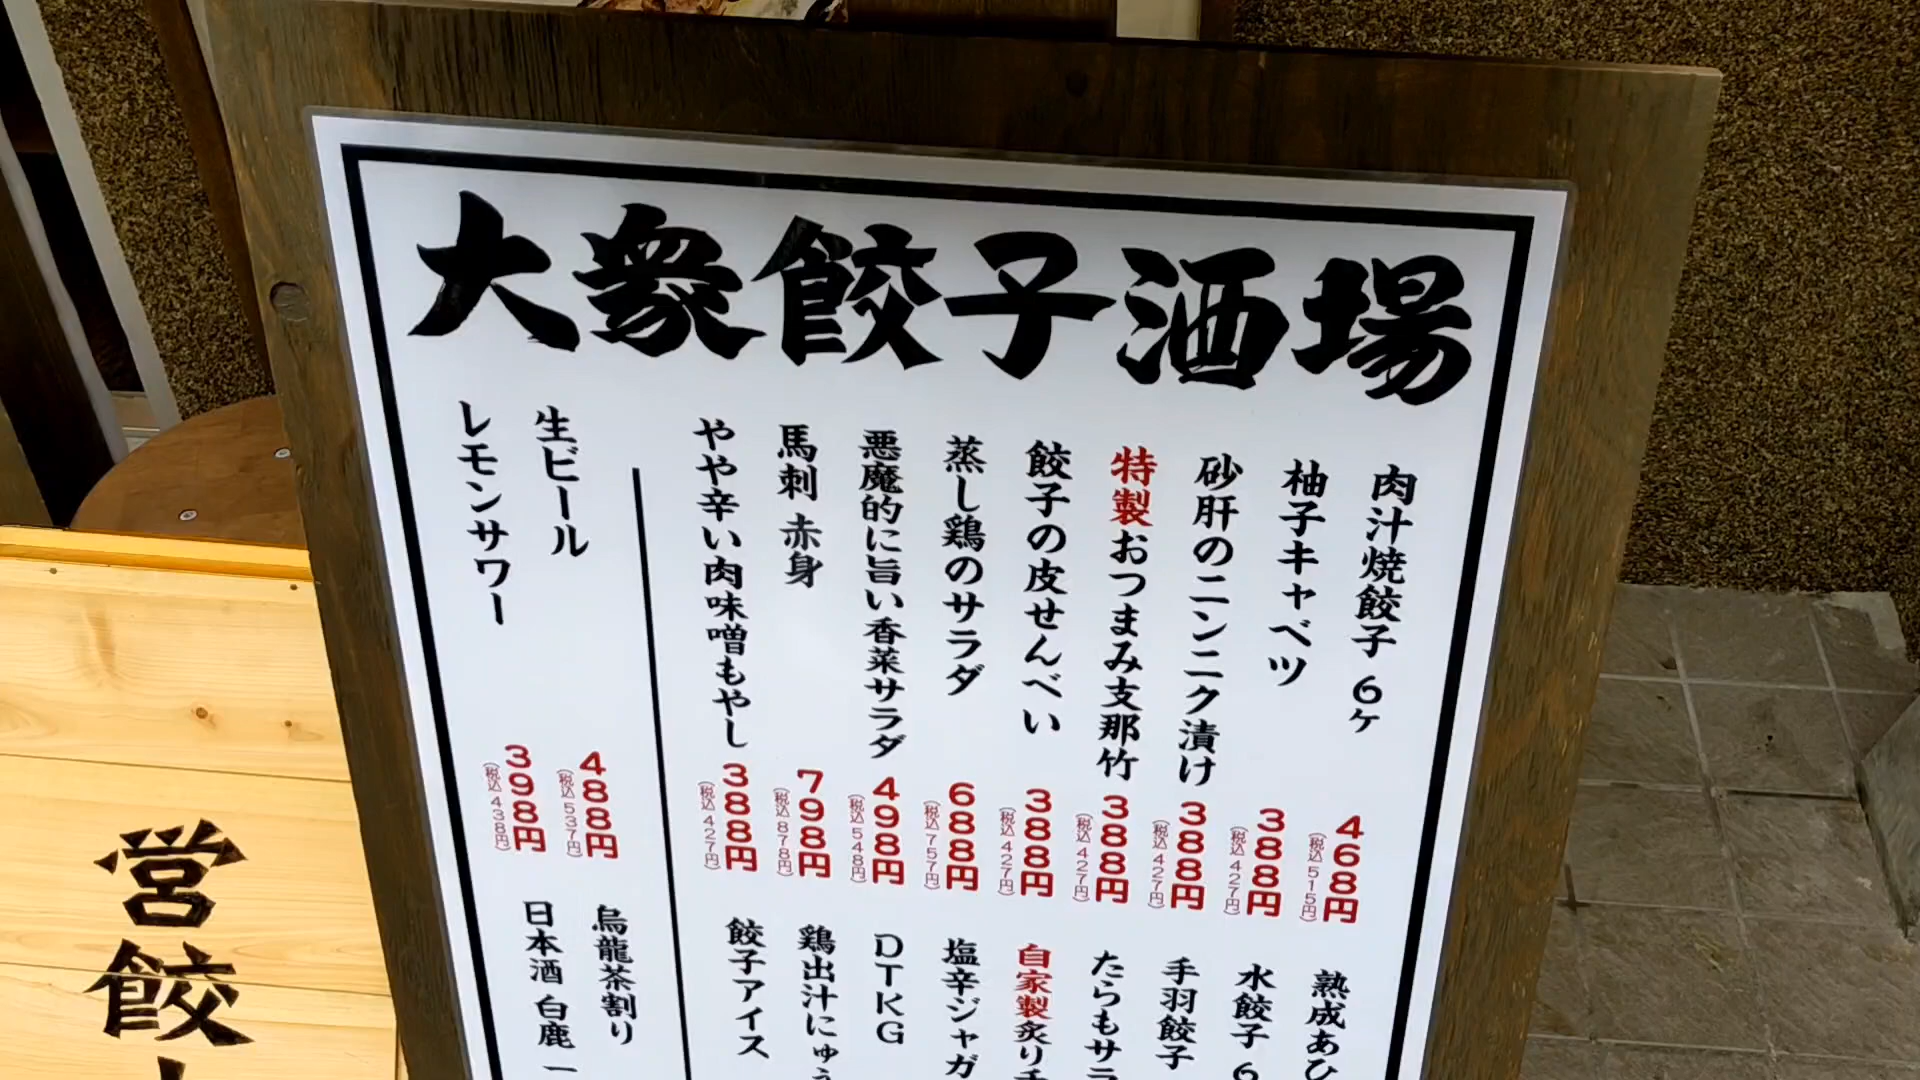 大衆餃子酒場
肉汁焼餃子 6ヶ
468円
(税込 515円)
柚子キャベツ
388円
(税込 427円)
砂肝のニンニク漬け
388円
(税込 427円)
特製おつまみ支那竹
388円
(税込 427円)
餃子の皮せんべい
388円
(税込 427円)
蒸し鶏のサラダ
688円
(税込 757円)
悪魔的に旨い香菜サラダ
498円
(税込 548円)
馬刺 赤身
798円
(税込 878円)
やや辛い肉味噌もやし
388円
(税込 427円)
生ビール
488円
(税込 537円)
レモンサワー
398円
(税込 438円)
熟成あひ
水餃子 6
手羽餃子
たらもサラ
自家製炙りチ
塩辛ジャガ
DTKG
鶏出汁にゅう
餃子アイス
烏龍茶割り
日本酒 白鹿 一
営餃